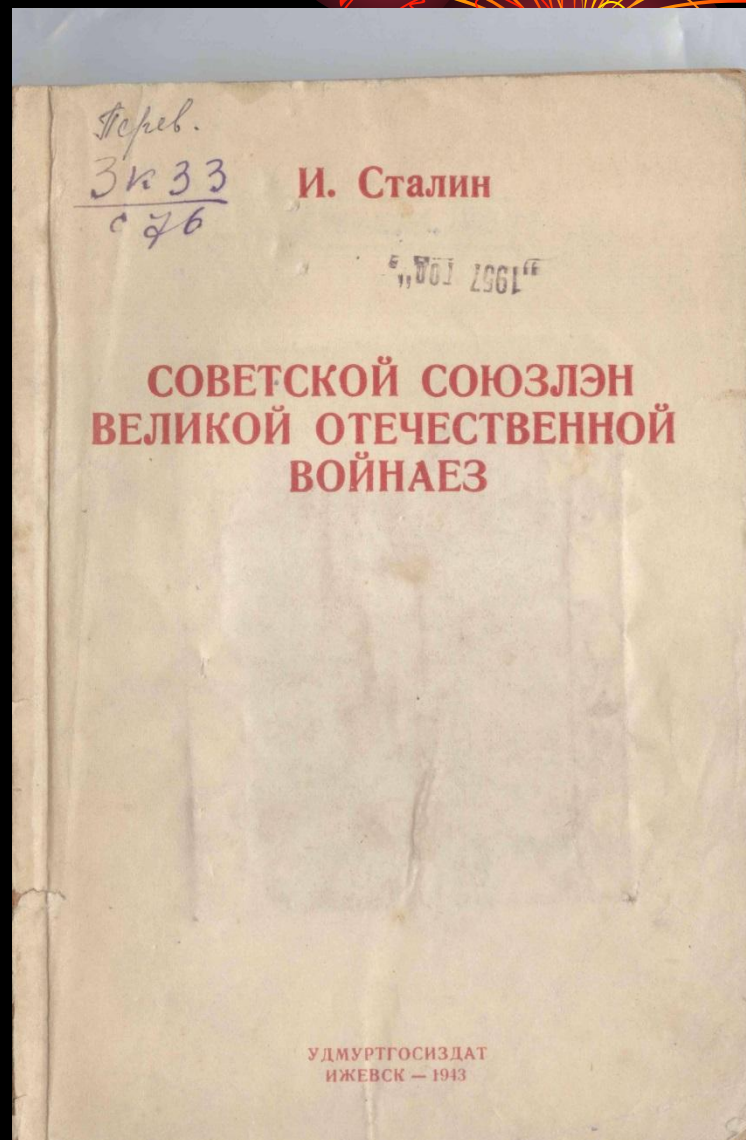 Перев.
3к33
с76
И. Сталин
„1957 год"
СОВЕТСКОЙ СОЮЗЛЭН
ВЕЛИКОЙ ОТЕЧЕСТВЕННОЙ
ВОЙНАЕЗ
УДМУРТГОСИЗДАТ
ИЖЕВСК — 1943